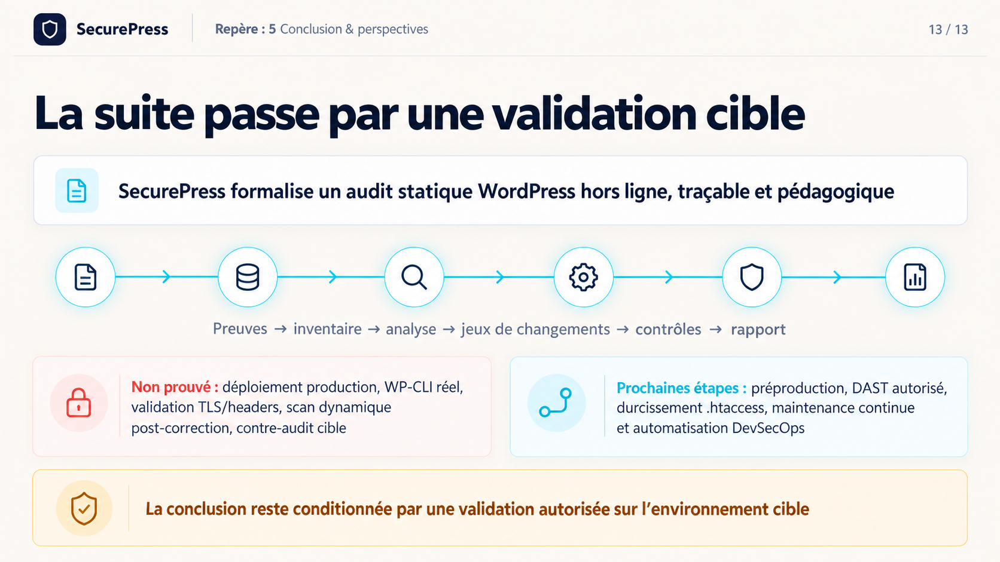 SecurePress
Repère : 5 Conclusion & perspectives
13 / 13
La suite passe par une validation cible
SecurePress formalise un audit statique WordPress hors ligne, traçable et pédagogique
Preuves → inventaire → analyse → jeux de changements → contrôles → rapport
Non prouvé : déploiement production, WP-CLI réel,
validation TLS/headers, scan dynamique
post-correction, contre-audit cible
Prochaines étapes : préproduction, DAST autorisé,
durcissement .htaccess, maintenance continue
et automatisation DevSecOps
La conclusion reste conditionnée par une validation autorisée sur l’environnement cible